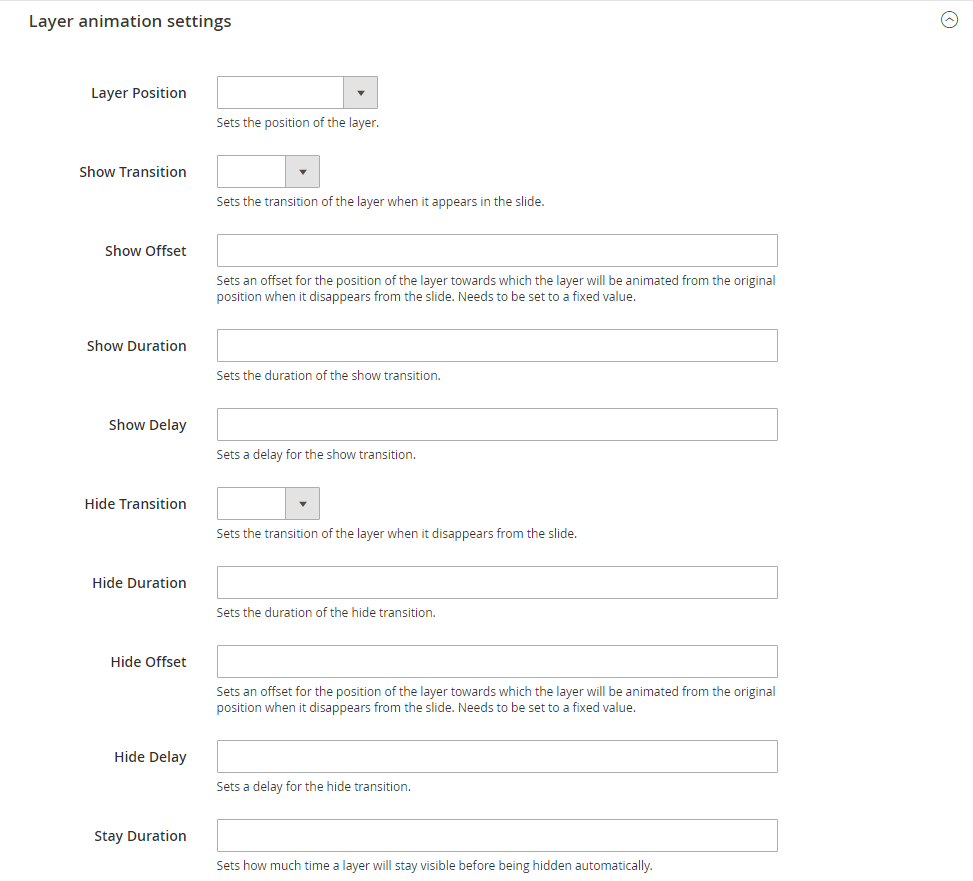 Layer animation settings
Layer Position
Sets the position of the layer.
Show Transition
Sets the transition of the layer when it appears in the slide.
Show Offset
Sets an offset for the position of the layer towards which the layer will be animated from the original
position when it disappears from the slide. Needs to be set to a fixed value.
Show Duration
Sets the duration of the show transition.
Show Delay
Sets a delay for the show transition.
Hide Transition
Sets the transition of the layer when it disappears from the slide.
Hide Duration
Sets the duration of the hide transition.
Hide Offset
Sets an offset for the position of the layer towards which the layer will be animated from the original
position when it disappears from the slide. Needs to be set to a fixed value.
Hide Delay
Sets a delay for the hide transition.
Stay Duration
Sets how much time a layer will stay visible before being hidden automatically.